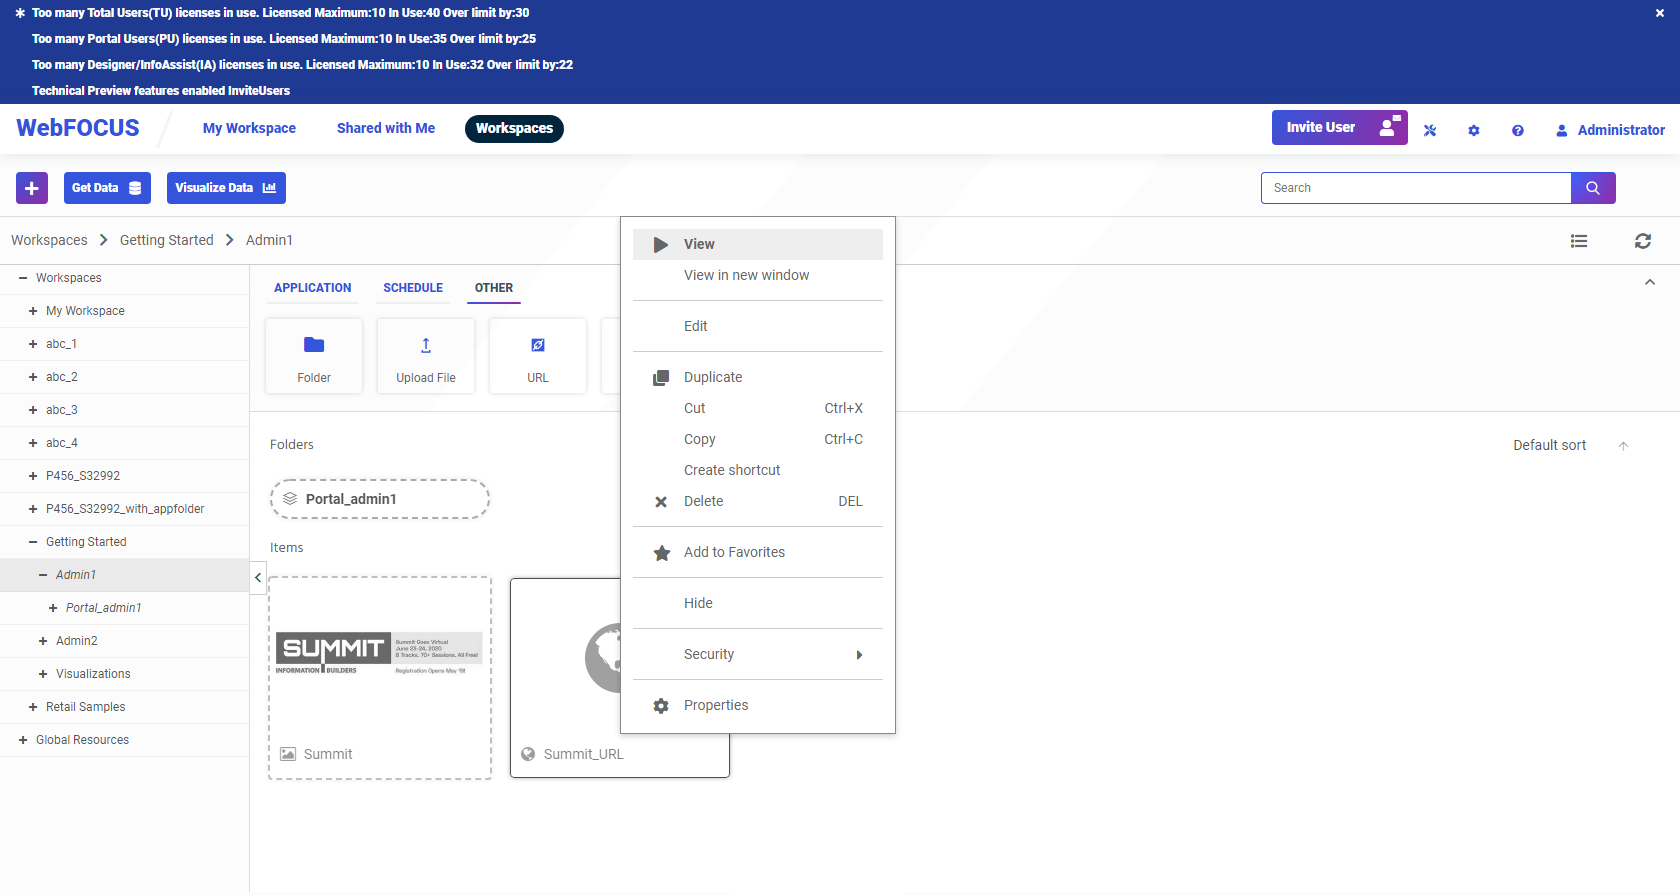 Too many Total Users(TU) licenses in use. Licensed Maximum:10 In Use:40 Over limit by:30
Too many Portal Users(PU) licenses in use. Licensed Maximum:10 In Use:35 Over limit by:25
Too many Designer/InfoAssist(IA) licenses in use. Licensed Maximum:10 In Use:32 Over limit by:22
Technical Preview features enabled InviteUsers
WebFOCUS
My Workspace
Shared with Me
Workspaces
Invite User
Administrator
Get Data
Visualize Data
Search
Workspaces > Getting Started > Admin1
Workspaces
My Workspace
abc_1
abc_2
abc_3
abc_4
P456_S32992
P456_S32992_with_appfolder
Getting Started
Admin1
Portal_admin1
Admin2
Visualizations
Retail Samples
Global Resources
APPLICATION
SCHEDULE
OTHER
Folder
Upload File
URL
Folders
Default sort
Portal_admin1
Items
SUMMIT
INFORMATION BUILDERS
Summit Goes Virtual
June 23-24, 2020
8 Tracks. 70+ Sessions. All Free!
Registration Opens May 19!
Summit
Summit_URL
View
View in new window
Edit
Duplicate
Cut Ctrl+X
Copy Ctrl+C
Create shortcut
Delete DEL
Add to Favorites
Hide
Security
Properties